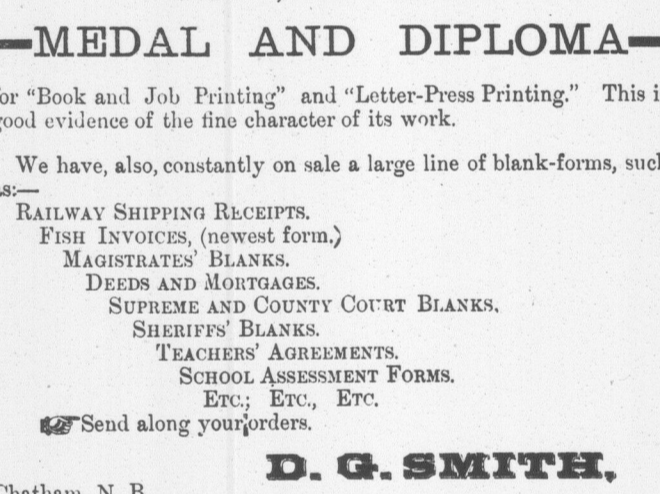 —MEDAL AND DIPLOMA—
or "Book and Job Printing" and "Letter-Press Printing." This i
good evidence of the fine character of its work.
We have, also, constantly on sale a large line of blank-forms, such
as:—
RAILWAY SHIPPING RECEIPTS.
FISH INVOICES, (newest form.)
MAGISTRATES' BLANKS.
DEEDS AND MORTGAGES.
SUPREME AND COUNTY COURT BLANKS.
SHERIFFS' BLANKS.
TEACHERS' AGREEMENTS.
SCHOOL ASSESSMENT FORMS.
ETC.; ETC., ETC.
☞Send along your orders.
D. G. SMITH,
Chatham, N. B.